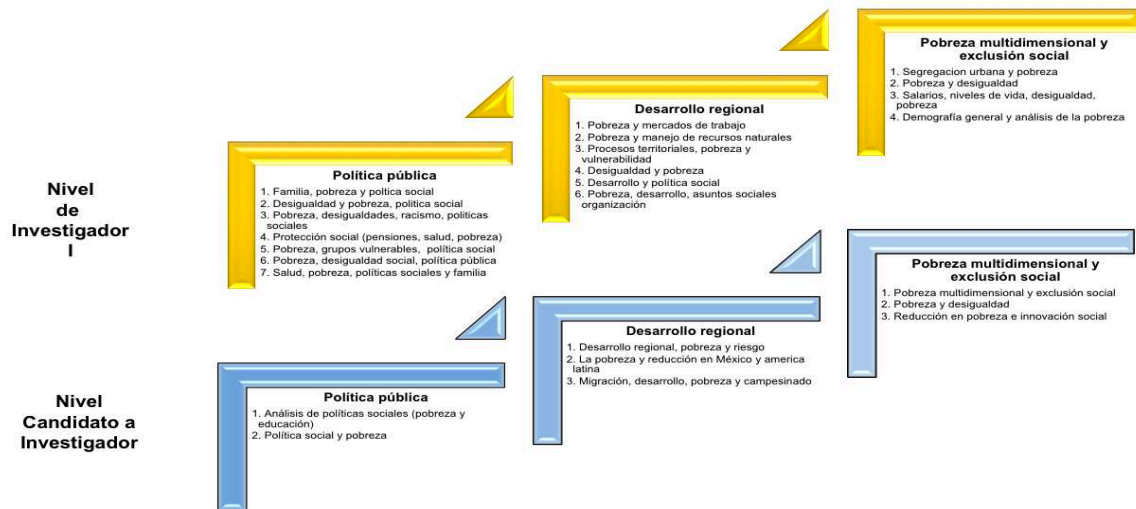 Nivel
de
Investigador
I
Política pública
1. Familia, pobreza y poltica social
2. Desigualdad y pobreza, politica social
3. Pobreza, desigualdades, racismo, politicas
sociales
4. Protección social (pensiones, salud, pobreza)
5. Pobreza, grupos vulnerables, política social
6. Pobreza, desigualdad social, política pública
7. Salud, pobreza, políticas sociales y familia
Desarrollo regional
1. Pobreza y mercados de trabajo
2. Pobreza y manejo de recursos naturales
3. Procesos territoriales, pobreza y
vulnerabilidad
4. Desigualdad y pobreza
5. Desarrollo y política social
6. Pobreza, desarrollo, asuntos sociales
organización
Pobreza multidimensional y
exclusión social
1. Segregacion urbana y pobreza
2. Pobreza y desigualdad
3. Salarios, niveles de vida, desigualdad,
pobreza
4. Demografía general y análisis de la pobreza
Nivel
Candidato a
Investigador
Política pública
1. Análisis de políticas sociales (pobreza y
educación)
2. Política social y pobreza
Desarrollo regional
1. Desarrollo regional, pobreza y riesgo
2. La pobreza y reducción en México y america
latina
3. Migración, desarrollo, pobreza y campesinado
Pobreza multidimensional y
exclusión social
1. Pobreza multidimensional y exclusión social
2. Pobreza y desigualdad
3. Reducción en pobreza e innovación social